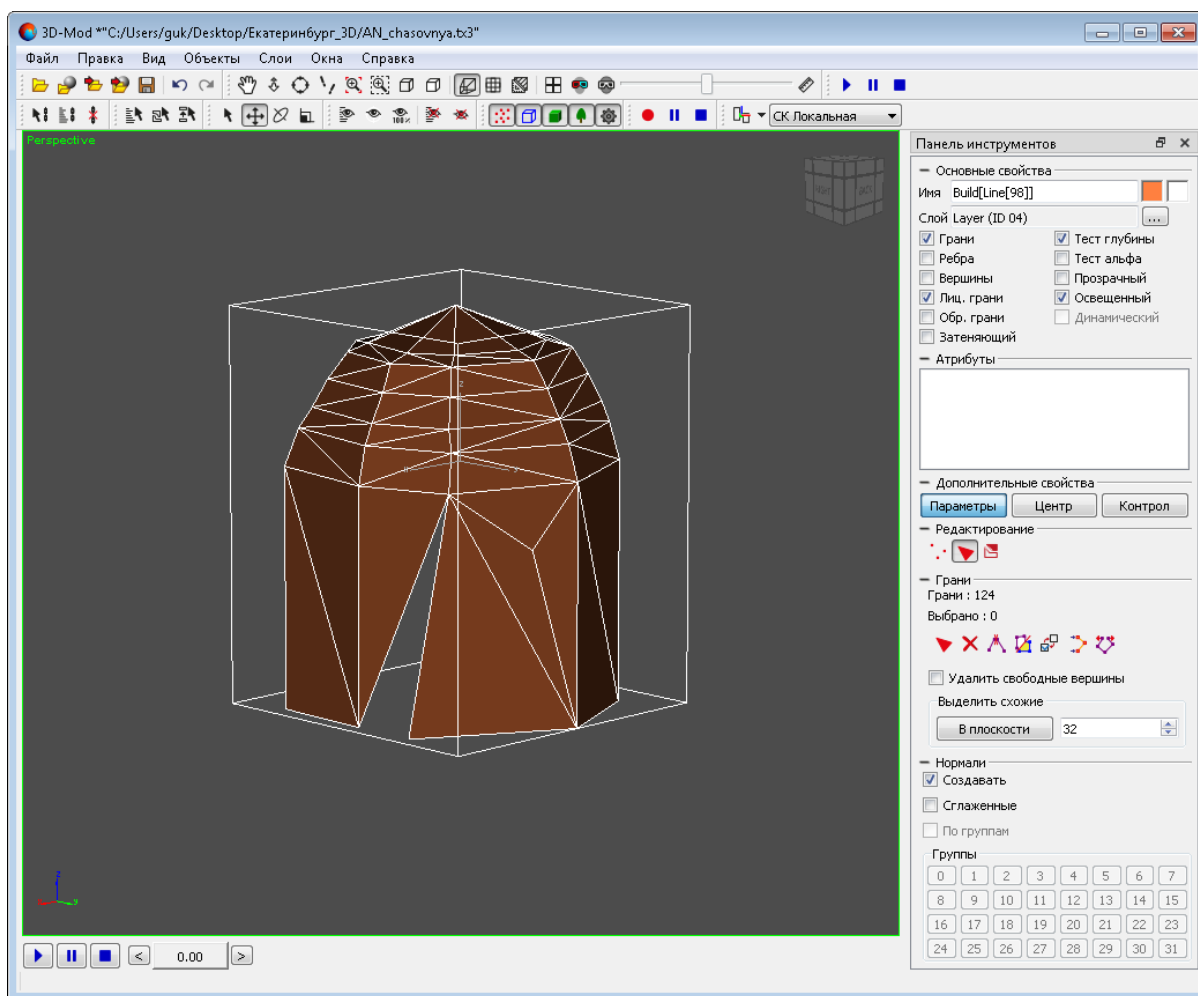 3D-Mod *"C:/Users/guk/Desktop/Екатеринбург_3D/AN_chasovnya.tx3"
Файл Правка Вид Объекты Слои Окна Справка
100%
СК Локальная
Perspective
Панель инструментов
Основные свойства
Имя Build[Line[98]]
Слой Layer (ID 04) ...
Грани Тест глубины
Ребра Тест альфа
Вершины Прозрачный
Лиц. грани Освещенный
Обр. грани Динамический
Затеняющий
Атрибуты
Дополнительные свойства
Параметры Центр Контрол
Редактирование
Грани
Грани : 124
Выбрано : 0
Удалить свободные вершины
Выделить схожие
В плоскости 32
Нормали
Создавать
Сглаженные
По группам
Группы
0 1 2 3 4 5 6 7
8 9 10 11 12 13 14 15
16 17 18 19 20 21 22 23
24 25 26 27 28 29 30 31
z
z
x y
< 0.00 >